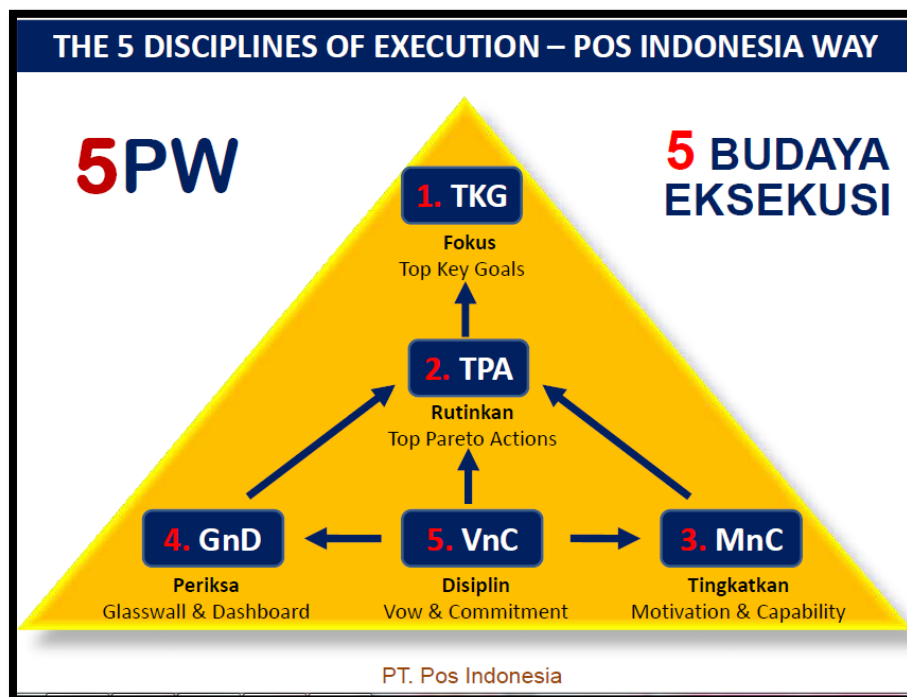 THE 5 DISCIPLINES OF EXECUTION – POS INDONESIA WAY
5PW
5 BUDAYA
EKSEKUSI
1. TKG
Fokus
Top Key Goals
2. TPA
Rutinkan
Top Pareto Actions
4. GnD
Periksa
Glasswall & Dashboard
5. VnC
Disiplin
Vow & Commitment
3. MnC
Tingkatkan
Motivation & Capability
PT. Pos Indonesia